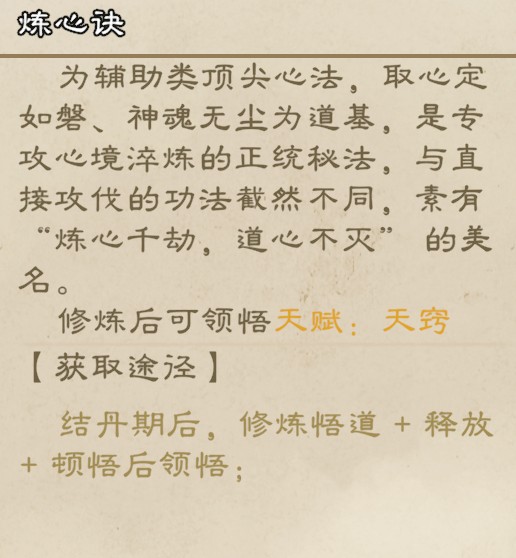 炼心诀
为辅助类顶尖心法，取心定
如磐、神魂无尘为道基，是专
攻心境淬炼的正统秘法，与直
接攻伐的功法截然不同，素有
“炼心千劫，道心不灭” 的美
名。
修炼后可领悟天赋：天窍
【获取途径】
结丹期后，修炼悟道 + 释放
+ 顿悟后领悟；